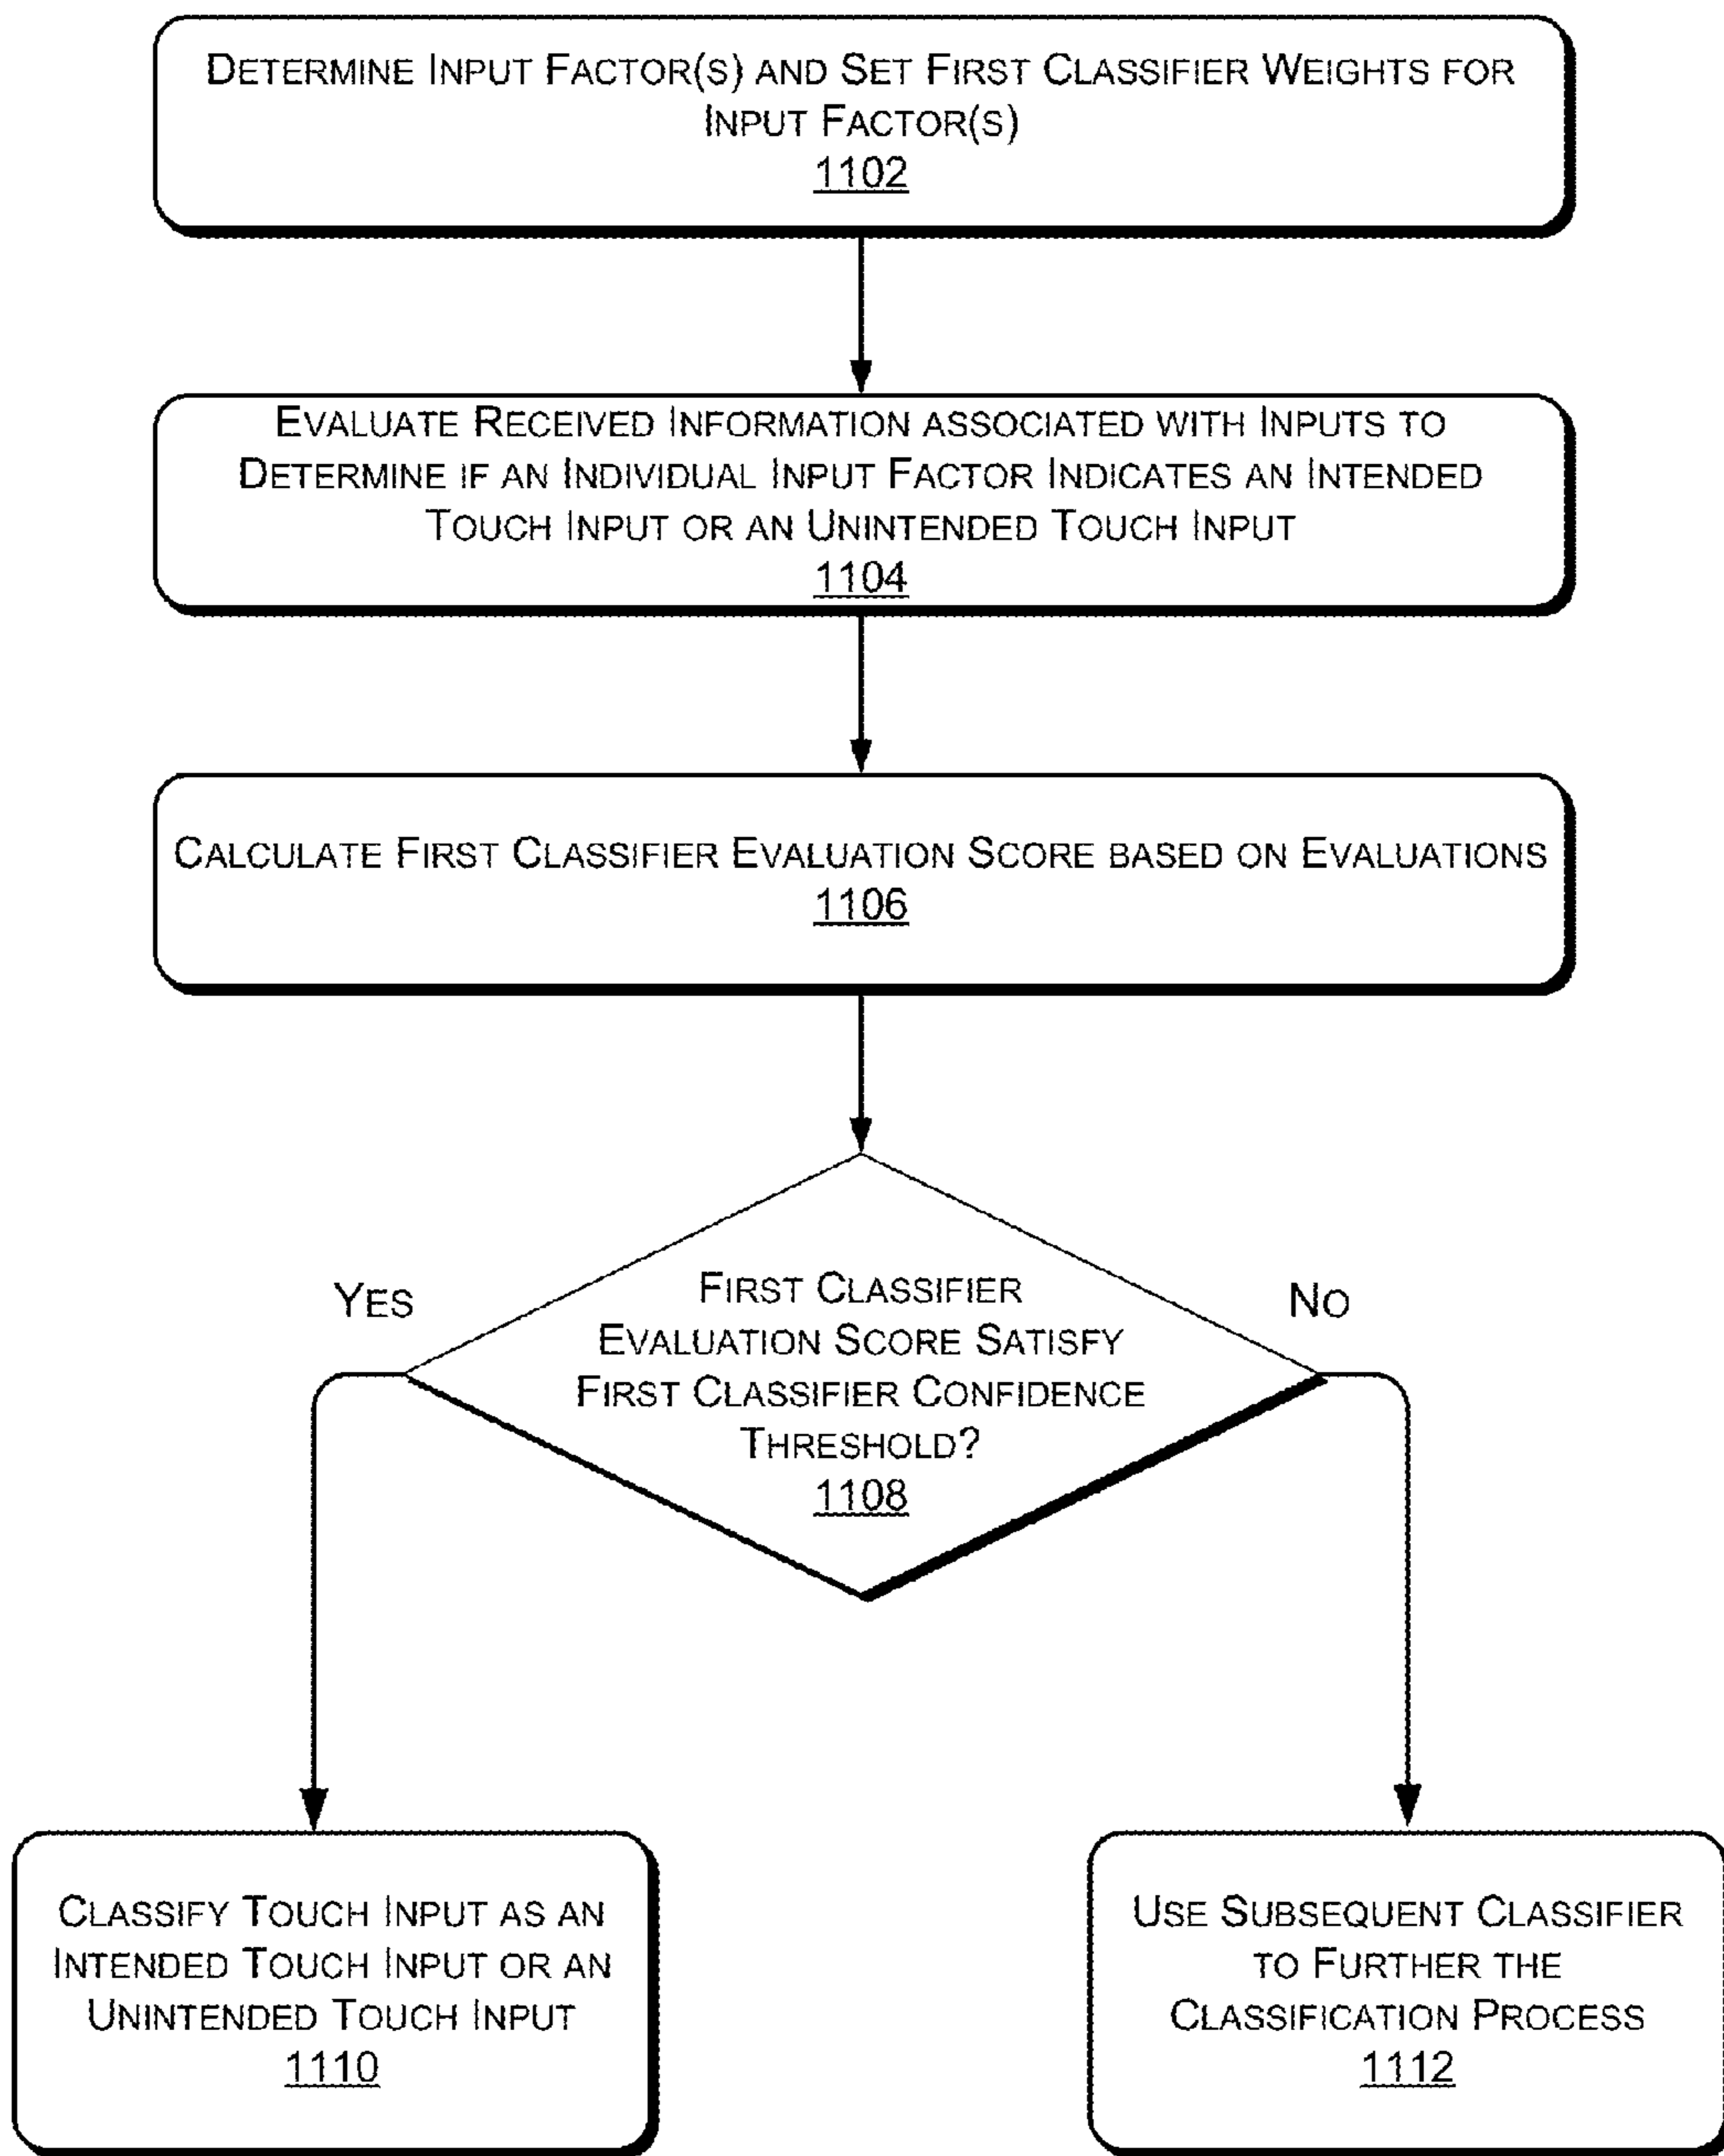 DETERMINE INPUT FACTOR(S) AND SET FIRST CLASSIFIER WEIGHTS FOR
INPUT FACTOR(S)
1102
EVALUATE RECEIVED INFORMATION ASSOCIATED WITH INPUTS TO
DETERMINE IF AN INDIVIDUAL INPUT FACTOR INDICATES AN INTENDED
TOUCH INPUT OR AN UNINTENDED TOUCH INPUT
1104
CALCULATE FIRST CLASSIFIER EVALUATION SCORE BASED ON EVALUATIONS
1106
YES
NO
FIRST CLASSIFIER
EVALUATION SCORE SATISFY
FIRST CLASSIFIER CONFIDENCE
THRESHOLD?
1108
CLASSIFY TOUCH INPUT AS AN
INTENDED TOUCH INPUT OR AN
UNINTENDED TOUCH INPUT
1110
USE SUBSEQUENT CLASSIFIER
TO FURTHER THE
CLASSIFICATION PROCESS
1112